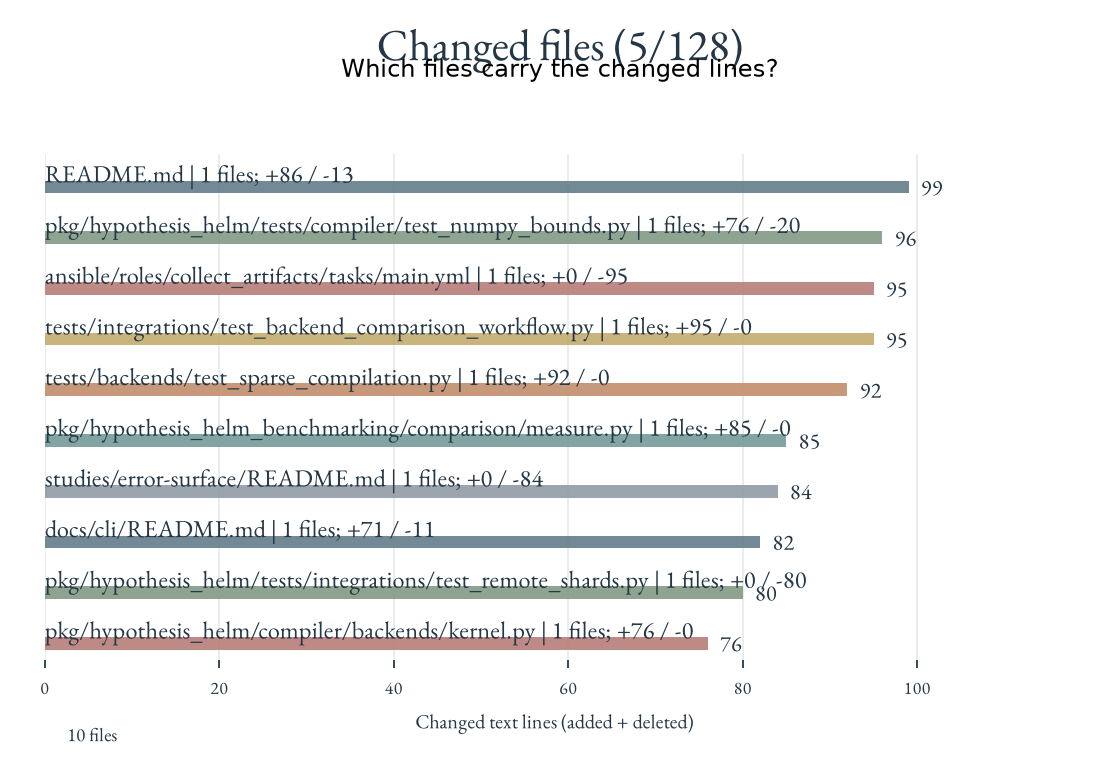 Changed files (5/128)
Which files carry the changed lines?
README.md | 1 files; +86 / -13
99
pkg/hypothesis_helm/tests/compiler/test_numpy_bounds.py | 1 files; +76 / -20
96
ansible/roles/collect_artifacts/tasks/main.yml | 1 files; +0 / -95
95
tests/integrations/test_backend_comparison_workflow.py | 1 files; +95 / -0
95
tests/backends/test_sparse_compilation.py | 1 files; +92 / -0
92
pkg/hypothesis_helm_benchmarking/comparison/measure.py | 1 files; +85 / -0
85
studies/error-surface/README.md | 1 files; +0 / -84
84
docs/cli/README.md | 1 files; +71 / -11
82
pkg/hypothesis_helm/tests/integrations/test_remote_shards.py | 1 files; +0 / -80
80
pkg/hypothesis_helm/compiler/backends/kernel.py | 1 files; +76 / -0
76
0 20 40 60 80 100
Changed text lines (added + deleted)
10 files